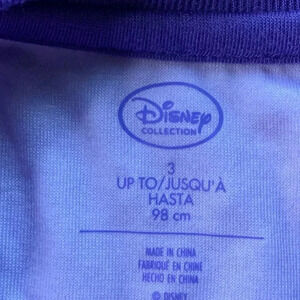 Disney
COLLECTION
3
UP TO/JUSQU'À
HASTA
98 cm
MADE IN CHINA
FABRIQUÉ EN CHINE
HECHO EN CHINA
© DISNEY